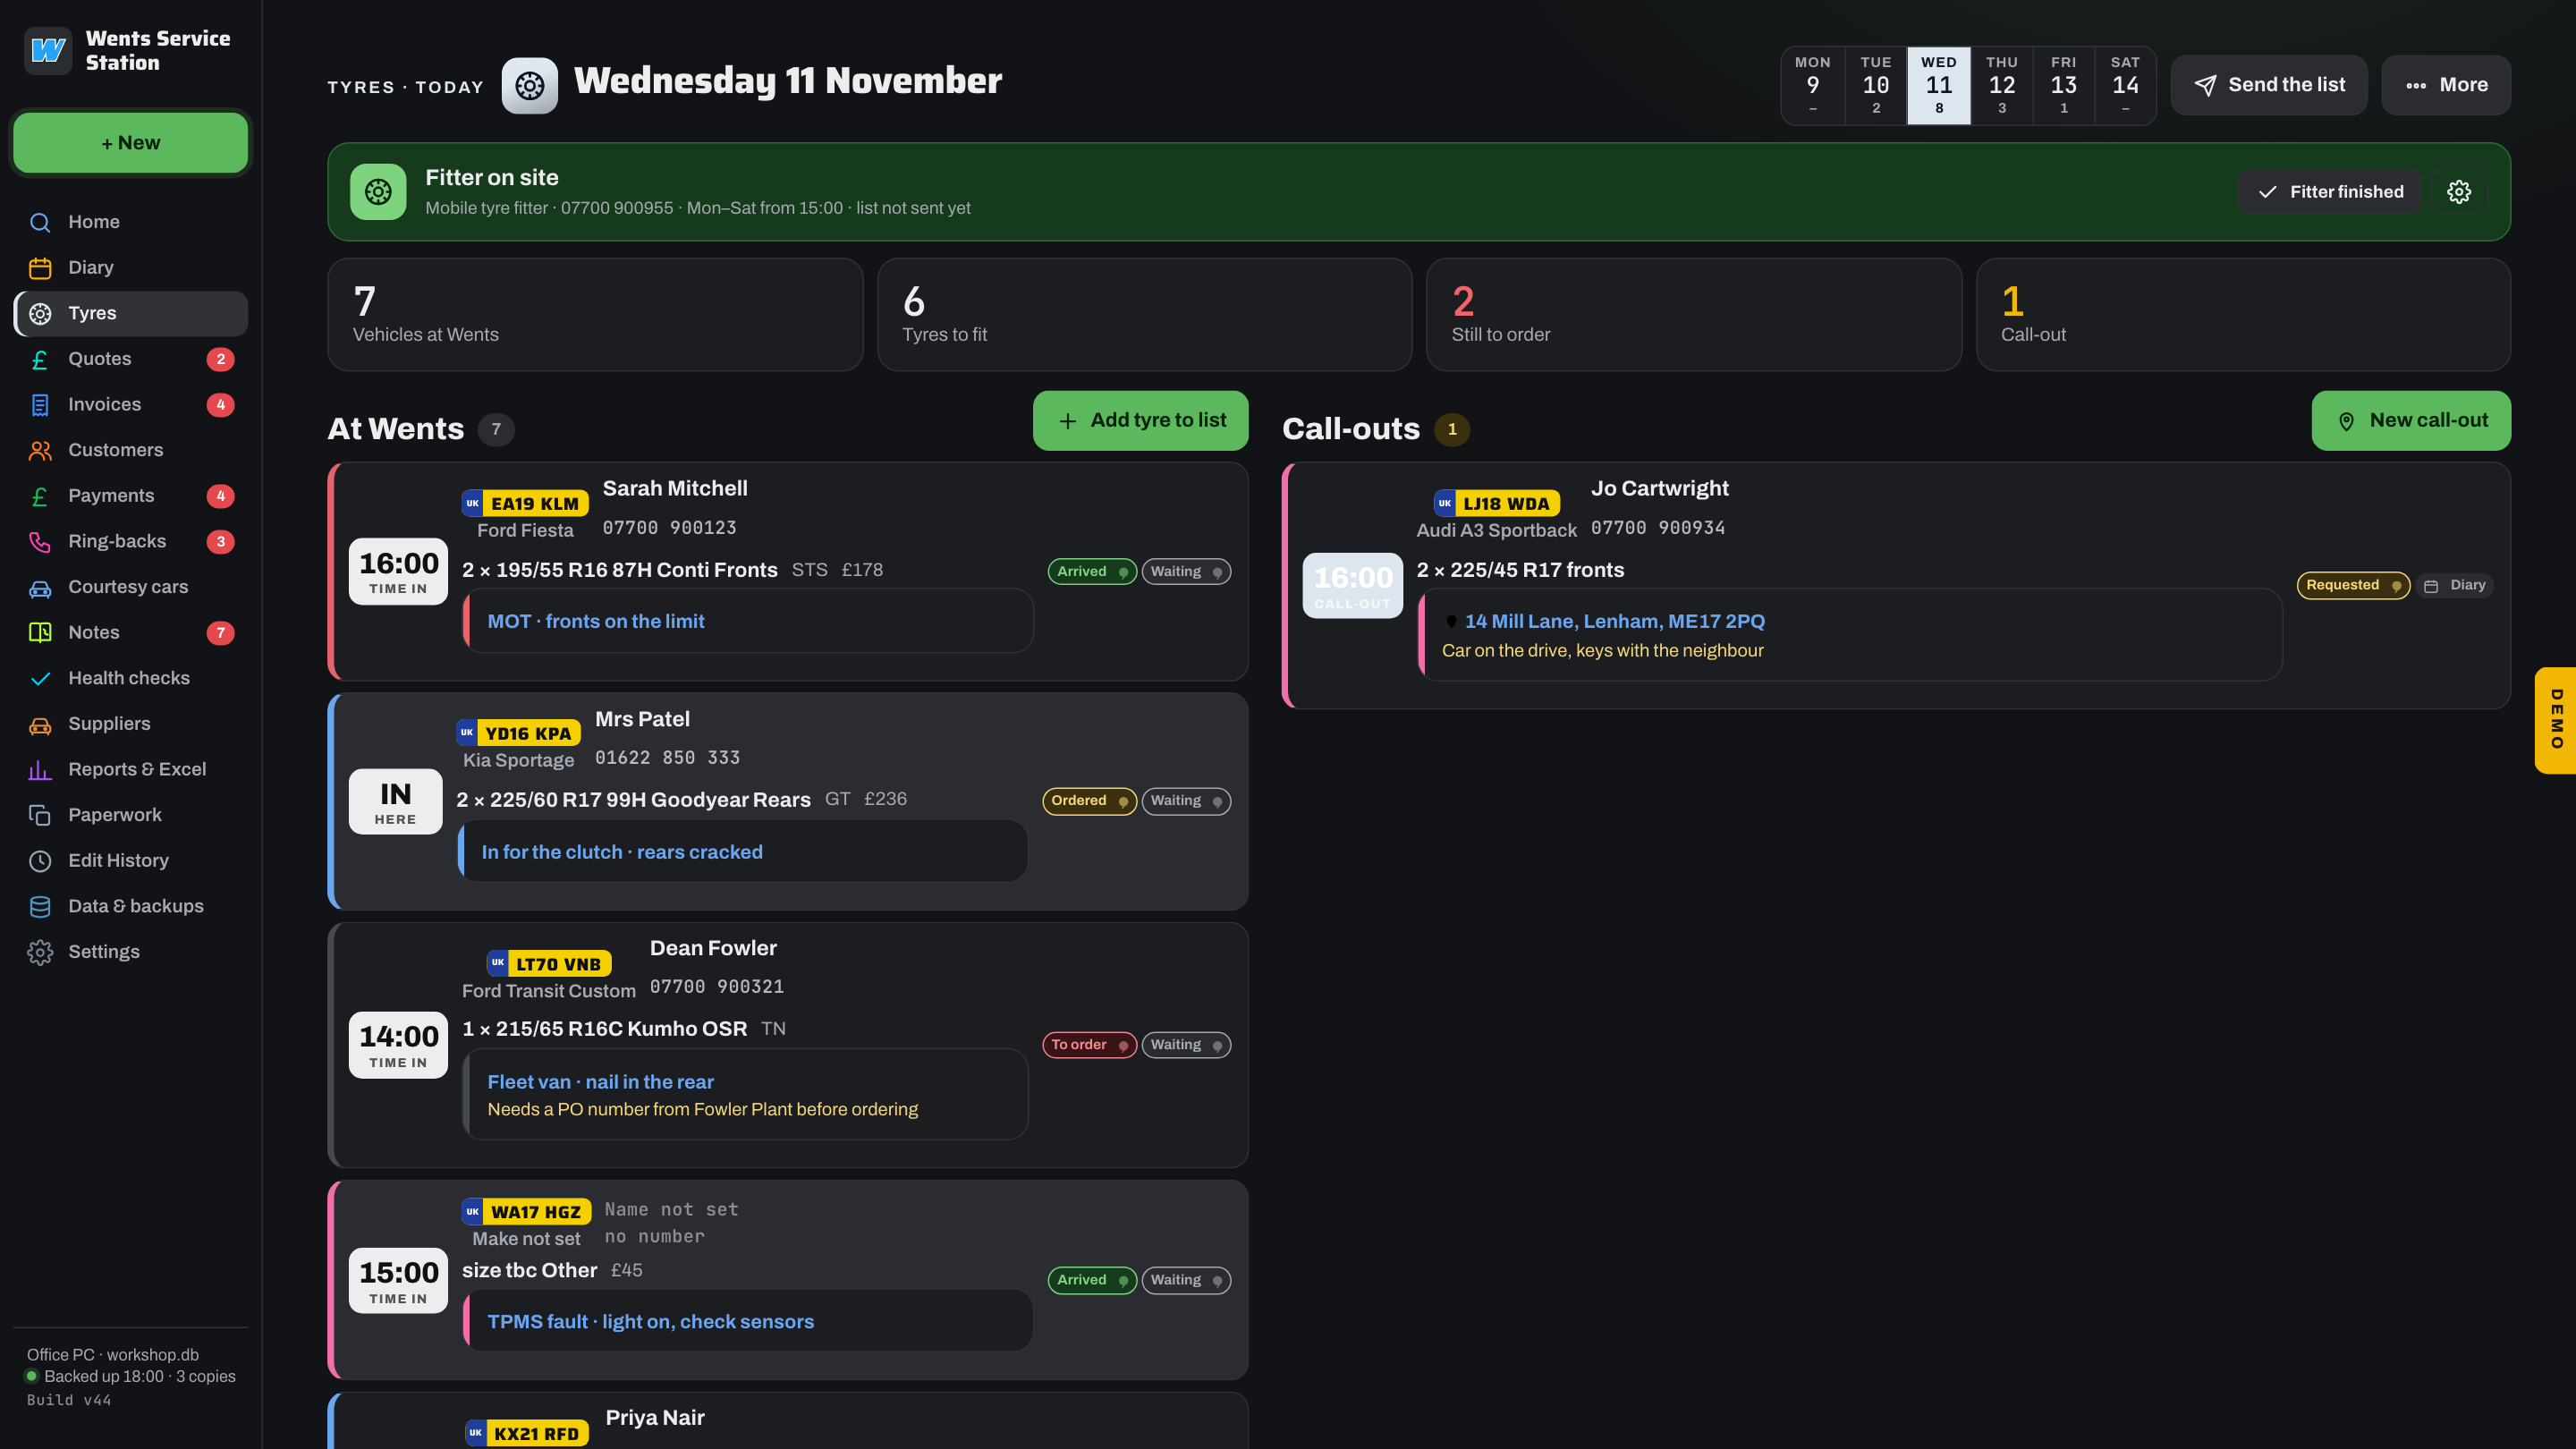 Wents Service
Station
+ New
Home
Diary
Tyres
Quotes 2
Invoices 4
Customers
Payments 4
Ring-backs 3
Courtesy cars
Notes 7
Health checks
Suppliers
Reports & Excel
Paperwork
Edit History
Data & backups
Settings
Office PC · workshop.db
Backed up 18:00 · 3 copies
Build v44
TYRES · TODAY
Wednesday 11 November
MON TUE WED THU FRI SAT
9 10 11 12 13 14
– 2 8 3 1 –
Send the list
More
Fitter on site
Mobile tyre fitter · 07700 900955 · Mon–Sat from 15:00 · list not sent yet
Fitter finished
7
Vehicles at Wents
6
Tyres to fit
2
Still to order
1
Call-out
At Wents 7
Add tyre to list
16:00
TIME IN
UK EA19 KLM
Ford Fiesta
Sarah Mitchell
07700 900123
2 × 195/55 R16 87H Conti Fronts STS £178
MOT · fronts on the limit
Arrived Waiting
IN
HERE
UK YD16 KPA
Kia Sportage
Mrs Patel
01622 850 333
2 × 225/60 R17 99H Goodyear Rears GT £236
In for the clutch · rears cracked
Ordered Waiting
14:00
TIME IN
UK LT70 VNB
Ford Transit Custom
Dean Fowler
07700 900321
1 × 215/65 R16C Kumho OSR TN
Fleet van · nail in the rear
Needs a PO number from Fowler Plant before ordering
To order Waiting
15:00
TIME IN
UK WA17 HGZ
Make not set
Name not set
no number
size tbc Other £45
TPMS fault · light on, check sensors
Arrived Waiting
UK KX21 RFD
Priya Nair
Call-outs 1
New call-out
16:00
CALL-OUT
UK LJ18 WDA
Audi A3 Sportback
Jo Cartwright
07700 900934
2 × 225/45 R17 fronts
14 Mill Lane, Lenham, ME17 2PQ
Car on the drive, keys with the neighbour
Requested Diary
DEMO